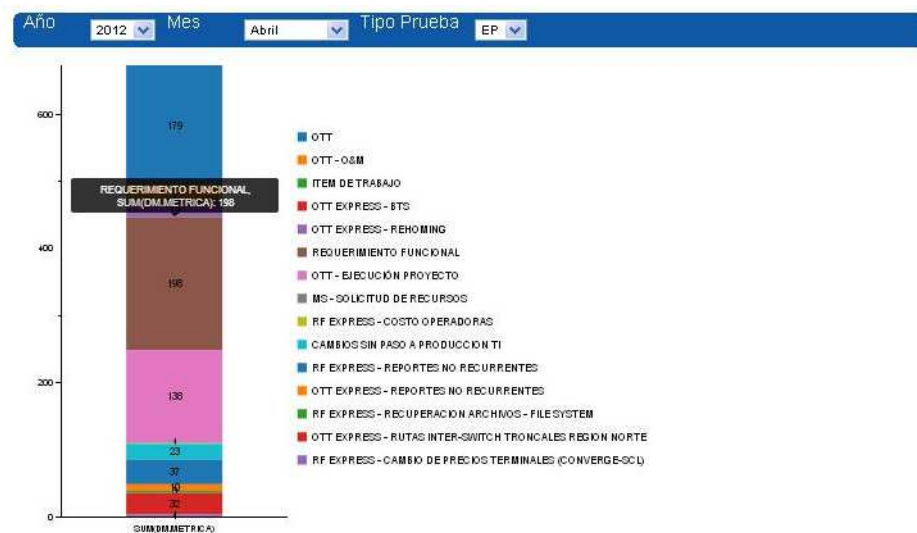 Año 2012 Mes Abril Tipo Prueba EP
600
400
200
0
179
REQUERIMIENTO FUNCIONAL,
SUM(DM.METRICA): 198
198
138
23
37
10
32
SUM(DM.METRICA)
OTT
OTT - O&M
ITEM DE TRABAJO
OTT EXPRESS - BTS
OTT EXPRESS - REHOMING
REQUERIMIENTO FUNCIONAL
OTT - EJECUCIÓN PROYECTO
MS - SOLICITUD DE RECURSOS
RF EXPRESS - COSTO OPERADORAS
CAMBIOS SIN PASO A PRODUCCION TI
RF EXPRESS - REPORTES NO RECURRENTES
OTT EXPRESS - REPORTES NO RECURRENTES
RF EXPRESS - RECUPERACION ARCHIVOS - FILE SYSTEM
OTT EXPRESS - RUTAS INTER-SWITCH TRONCALES REGION NORTE
RF EXPRESS - CAMBIO DE PRECIOS TERMINALES (CONVERGE-SCL)